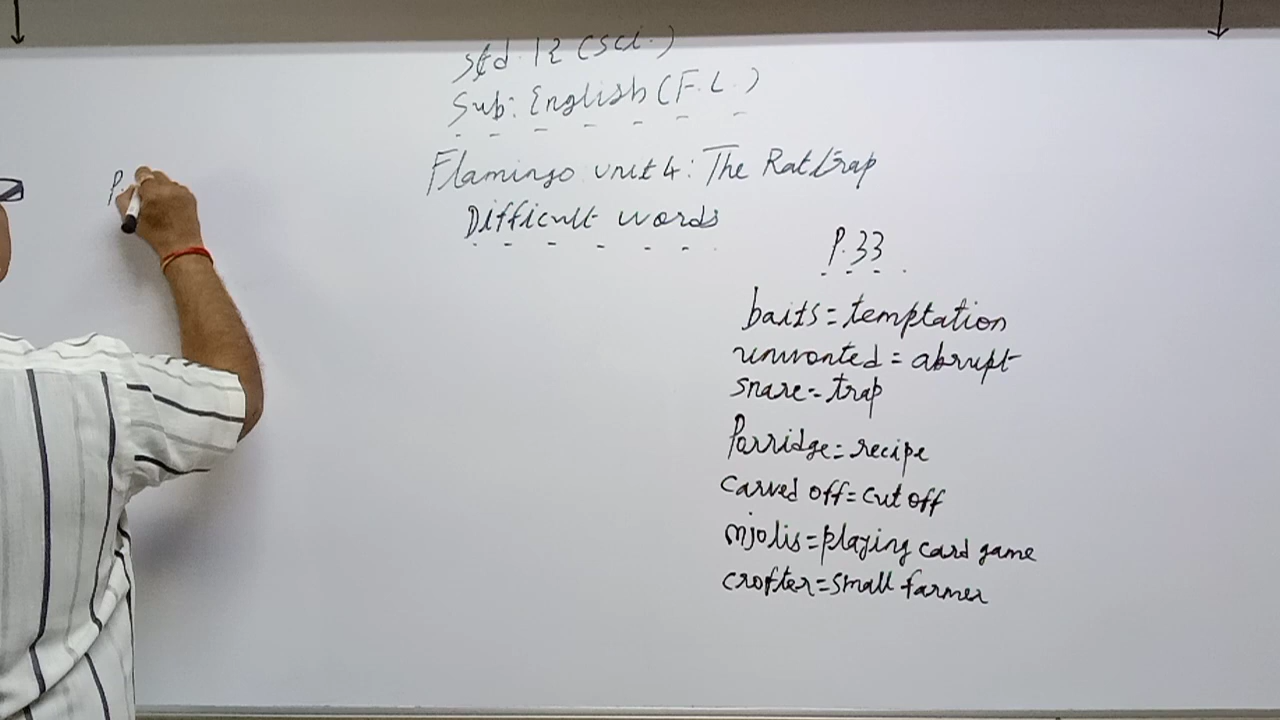 Std. 12 (Sci.)
Sub: English (F.L.)
Flamingo unit 4: The Rattrap
Difficult words
P.
P. 33
baits = temptation
unwonted = abrupt
snare = trap
Porridge = recipe
carved off = cut off
mjolis = playing card game
crofter = small farmer